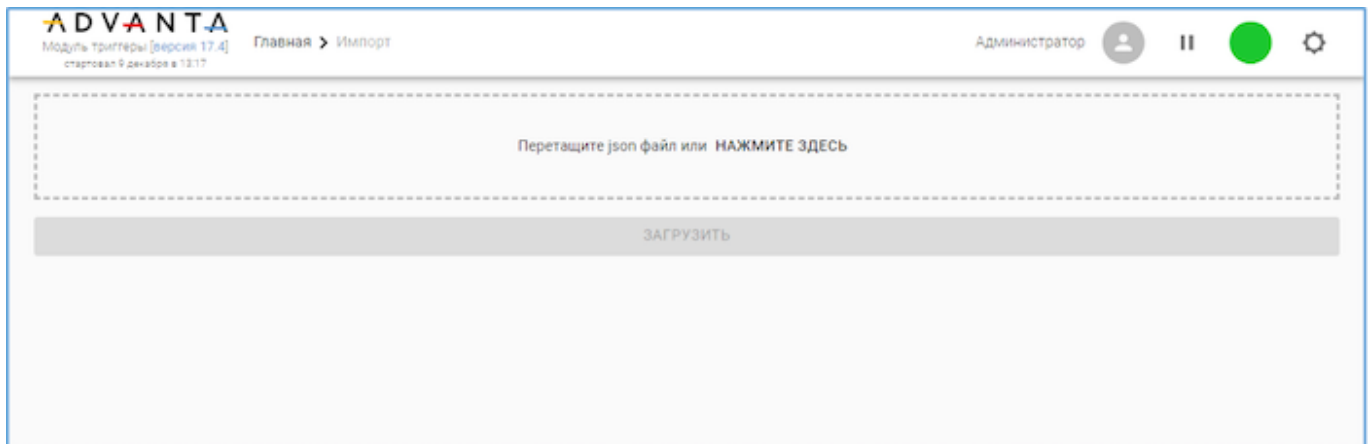 ADVANTA
Модуль триггеры [версия 17.4]
стартовал 9 декабря в 13:17
Главная > Импорт
Администратор
Перетащите json файл или НАЖМИТЕ ЗДЕСЬ
ЗАГРУЗИТЬ